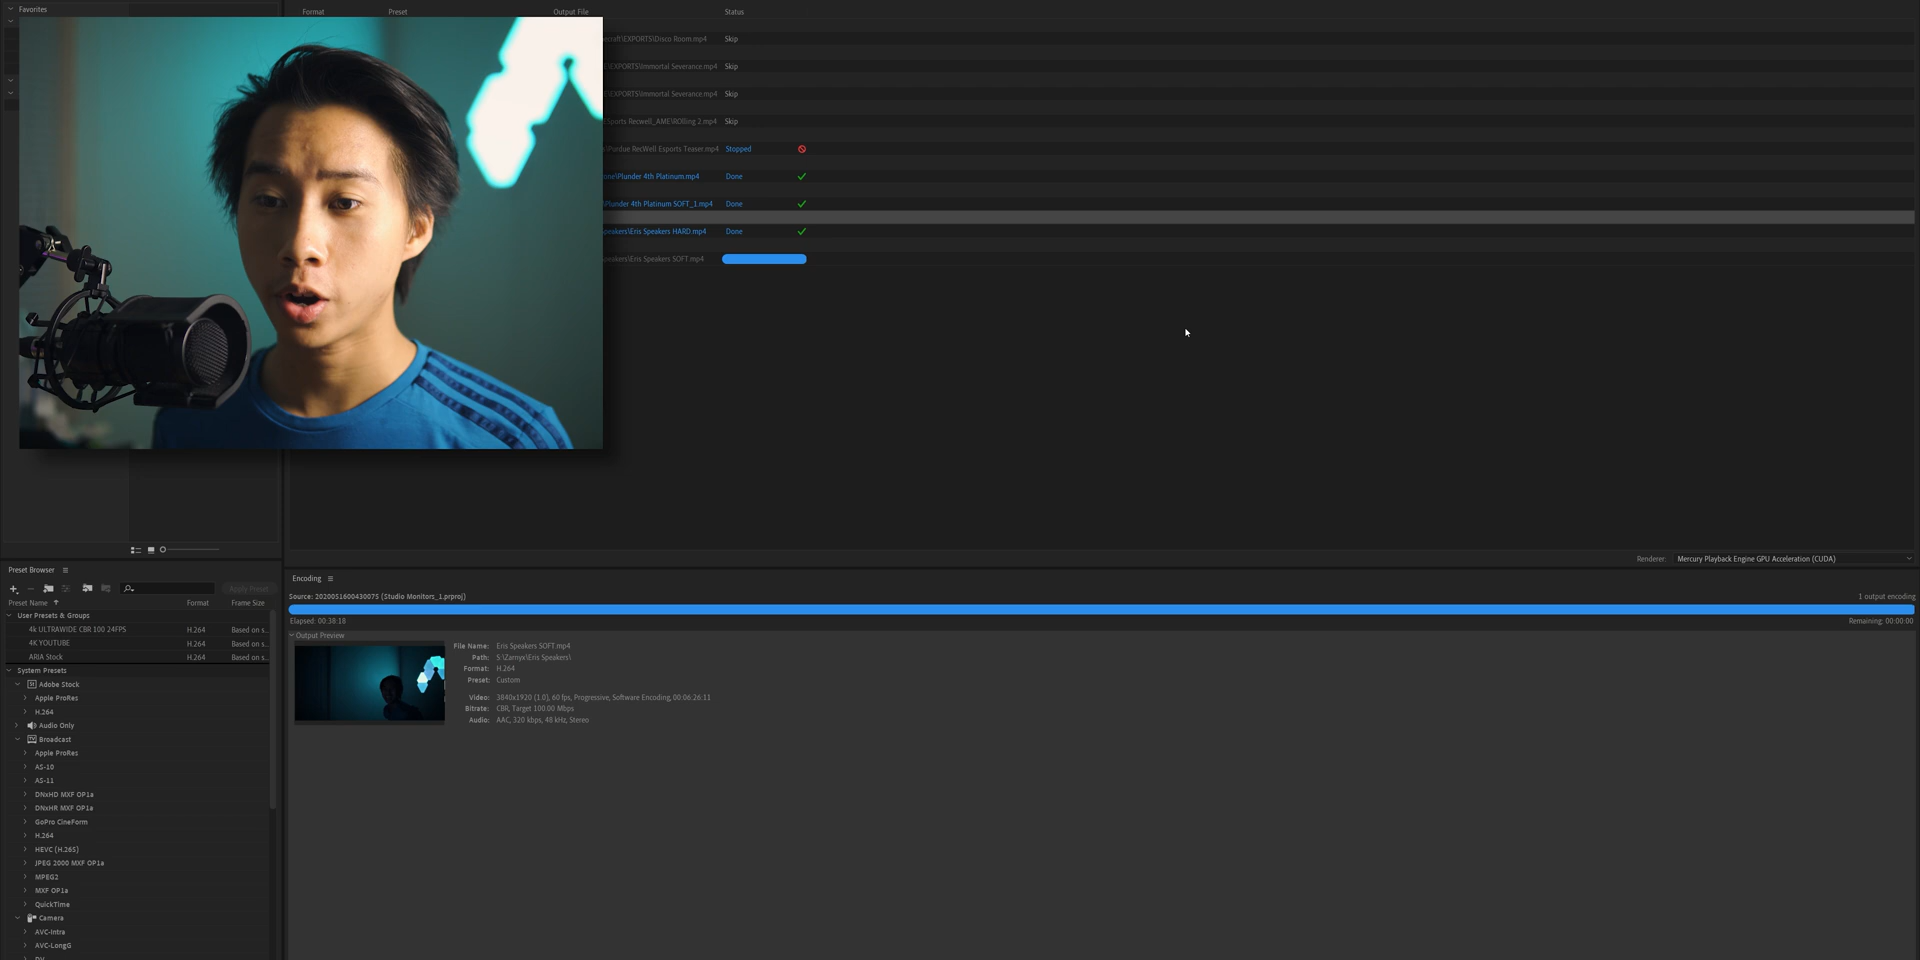 Favorites
Format Preset Output File Status
ecraft\EXPORTS\Disco Room.mp4 Skip
E\EXPORTS\Immortal Severance.mp4 Skip
E\EXPORTS\Immortal Severance.mp4 Skip
Sports Recwell_AME\ROlling 2.mp4 Skip
\Purdue RecWell Esports Teaser.mp4 Stopped
one\Plunder 4th Platinum.mp4 Done
\Plunder 4th Platinum SOFT_1.mp4 Done
peakers\Eris Speakers HARD.mp4 Done
peakers\Eris Speakers SOFT.mp4
Renderer: Mercury Playback Engine GPU Acceleration (CUDA)
Preset Browser
Apply Preset
Preset Name Format Frame Size
User Presets & Groups
4k ULTRAWIDE CBR 100 24FPS H.264 Based on s...
4K YOUTUBE H.264 Based on s...
ARIA Stock H.264 Based on s...
System Presets
Adobe Stock
Apple ProRes
H.264
Audio Only
Broadcast
Apple ProRes
AS-10
AS-11
DNxHD MXF OP1a
DNxHR MXF OP1a
GoPro CineForm
H.264
HEVC (H.265)
JPEG 2000 MXF OP1a
MPEG2
MXF OP1a
QuickTime
Camera
AVC-Intra
AVC-LongG
DV
Encoding
Source: 2020051600430075 (Studio Monitors_1.prproj) 1 output encoding
Elapsed: 00:38:18 Remaining: 00:00:00
Output Preview
File Name: Eris Speakers SOFT.mp4
Path: S:\Zarnyx\Eris Speakers\
Format: H.264
Preset: Custom
Video: 3840x1920 (1.0), 60 fps, Progressive, Software Encoding, 00:06:26:11
Bitrate: CBR, Target 100.00 Mbps
Audio: AAC, 320 kbps, 48 kHz, Stereo